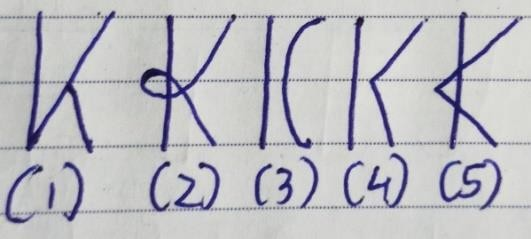 K K K K K
(1) (2) (3) (4) (5)